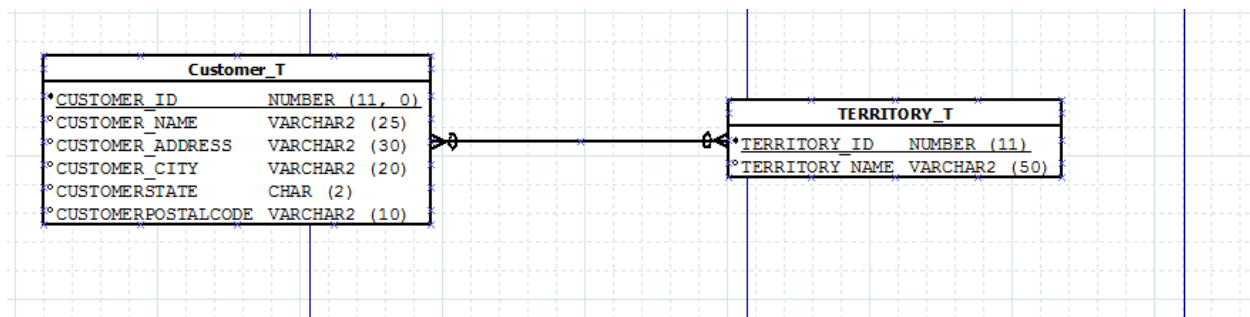 Customer_T
CUSTOMER_ID NUMBER (11, 0)
CUSTOMER_NAME VARCHAR2 (25)
CUSTOMER_ADDRESS VARCHAR2 (30)
CUSTOMER_CITY VARCHAR2 (20)
CUSTOMERSTATE CHAR (2)
CUSTOMERPOSTALCODE VARCHAR2 (10)
TERRITORY_T
TERRITORY_ID NUMBER (11)
TERRITORY_NAME VARCHAR2 (50)